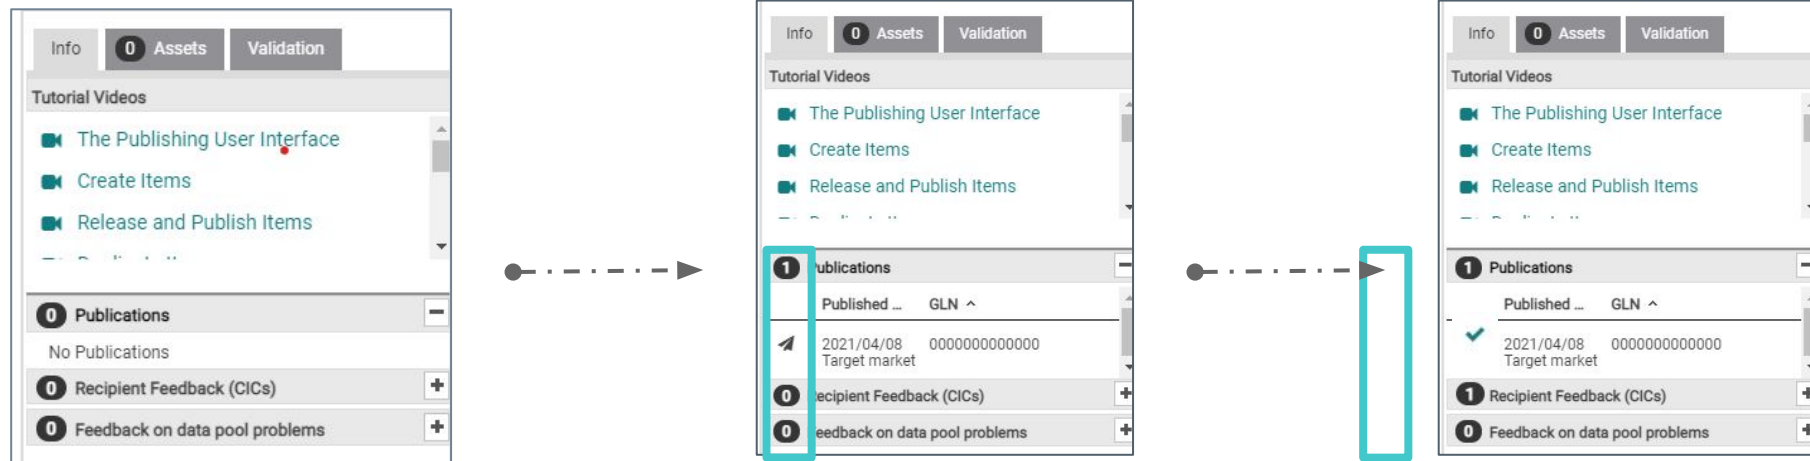 Info
0 Assets
Validation
Tutorial Videos
The Publishing User Interface
Create Items
Release and Publish Items
0 Publications
No Publications
0 Recipient Feedback (CICs)
0 Feedback on data pool problems
Info
0 Assets
Validation
Tutorial Videos
The Publishing User Interface
Create Items
Release and Publish Items
1 ublications
Published ... GLN
2021/04/08 0000000000000
Target market
0 ecipient Feedback (CICs)
0 eedback on data pool problems
Info
0 Assets
Validation
Tutorial Videos
The Publishing User Interface
Create Items
Release and Publish Items
1 Publications
Published ... GLN
2021/04/08 0000000000000
Target market
1 Recipient Feedback (CICs)
0 Feedback on data pool problems